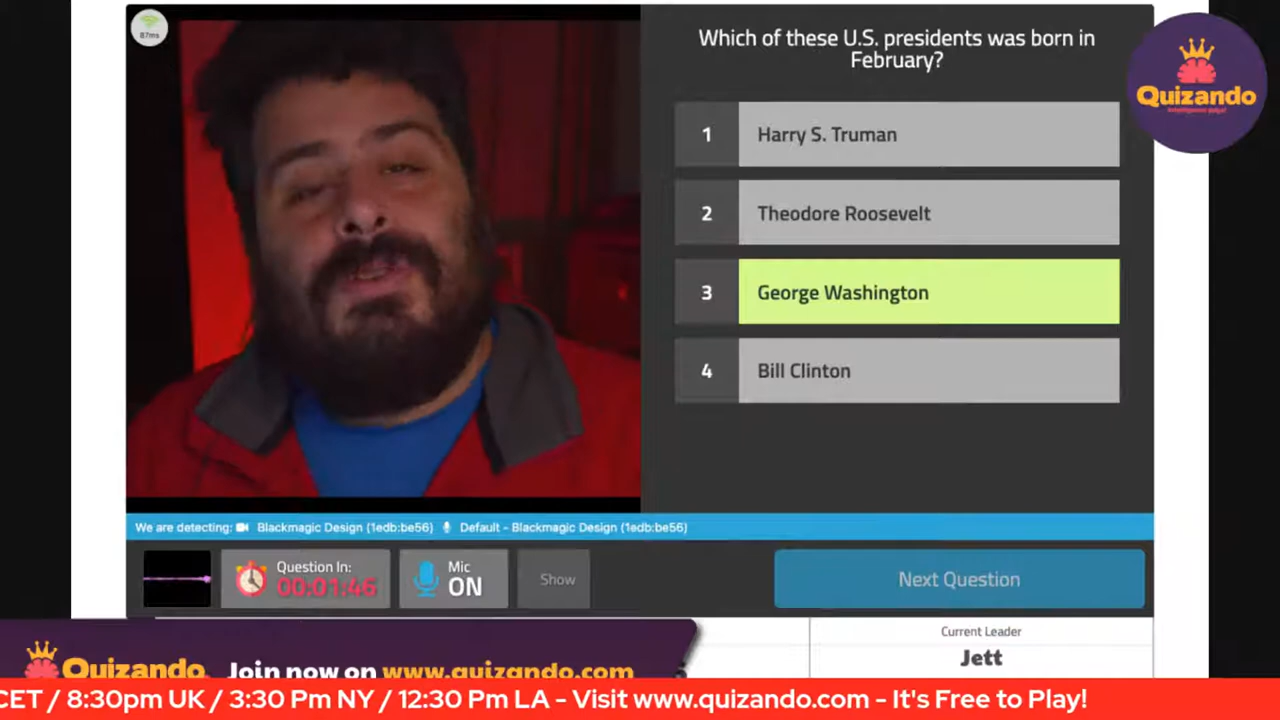 87ms
Which of these U.S. presidents was born in
February?
Quizando
1 Harry S. Truman
2 Theodore Roosevelt
3 George Washington
4 Bill Clinton
We are detecting: Blackmagic Design (1edb:be56) Default - Blackmagic Design (1edb:be56)
Question In:
00:01:46
Mic
ON
Show
Next Question
Current Leader
Jett
Quizando Join now on www.quizando.com
CET / 8:30pm UK / 3:30 Pm NY / 12:30 Pm LA - Visit www.quizando.com - It's Free to Play!